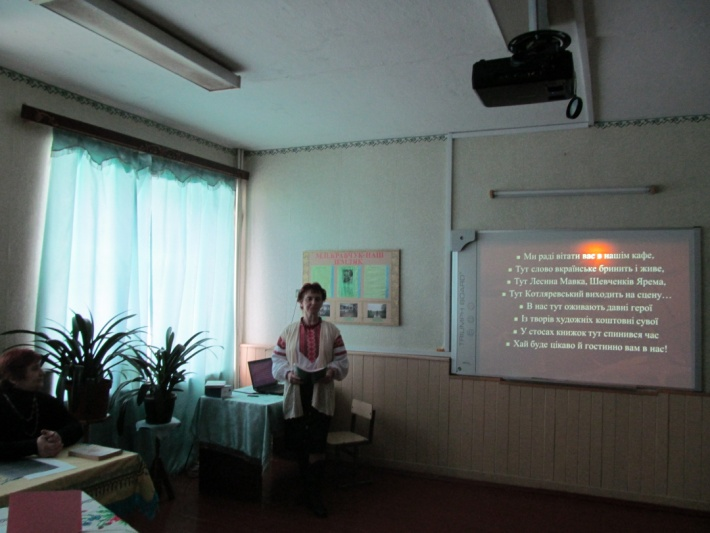 Ми раді вітати вас в нашім кафе,
Тут слово вкраїнське бринить і живе,
Тут Лесина Мавка, Шевченків Ярема,
Тут Котляревський виходить на сцену…
В нас тут оживають давні герої
Із творів художніх коштовні сувої
У стосах книжок тут спинився час
Хай буде цікаво й гостинно вам в нас!